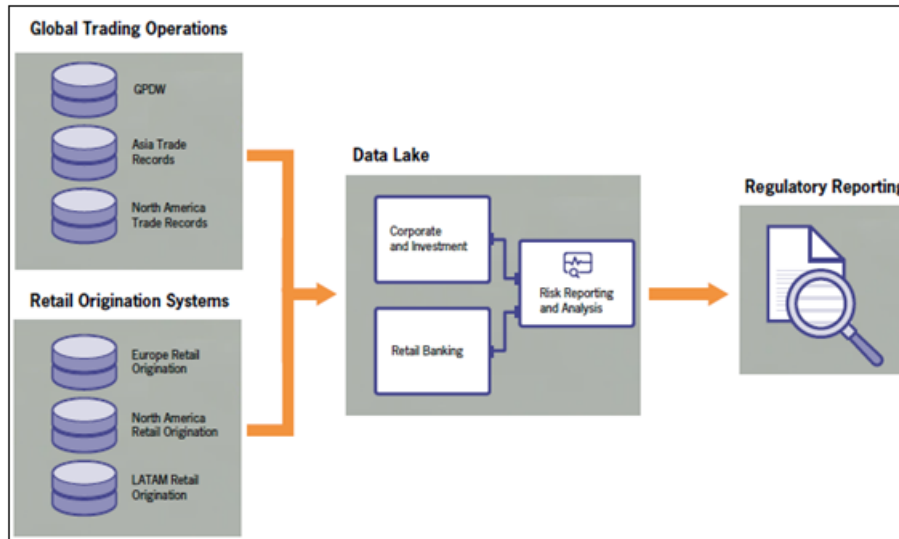 Global Trading Operations
GPDW
Asia Trade
Records
North America
Trade Records
Retail Origination Systems
Europe Retail
Origination
North America
Retail Origination
LATAM Retail
Origination
Data Lake
Corporate
and Investment
Retail Banking
Risk Reporting
and Analysis
Regulatory Reporting